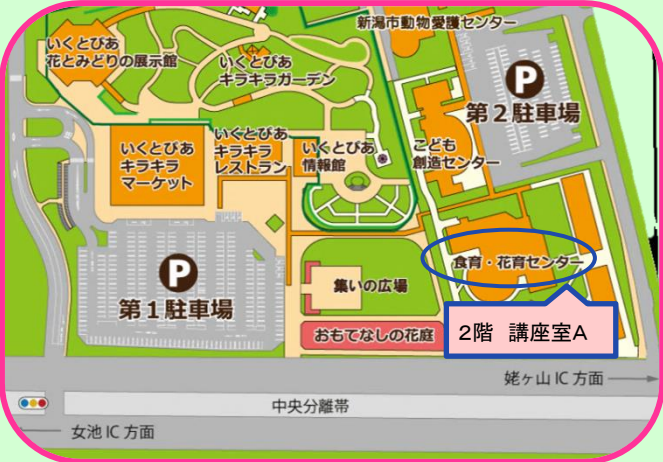 新潟市動物愛護センター
いくとぴあ
花とみどりの展示館
いくとぴあ
キラキラガーデン
P
第2駐車場
いくとぴあ
キラキラ
マーケット
いくとぴあ
キラキラ
レストラン
いくとぴあ
情報館
こども
創造センター
食育・花育センター
P
第1駐車場
集いの広場
おもてなしの花庭
2階 講座室A
姥ヶ山IC方面
中央分離帯
女池IC方面